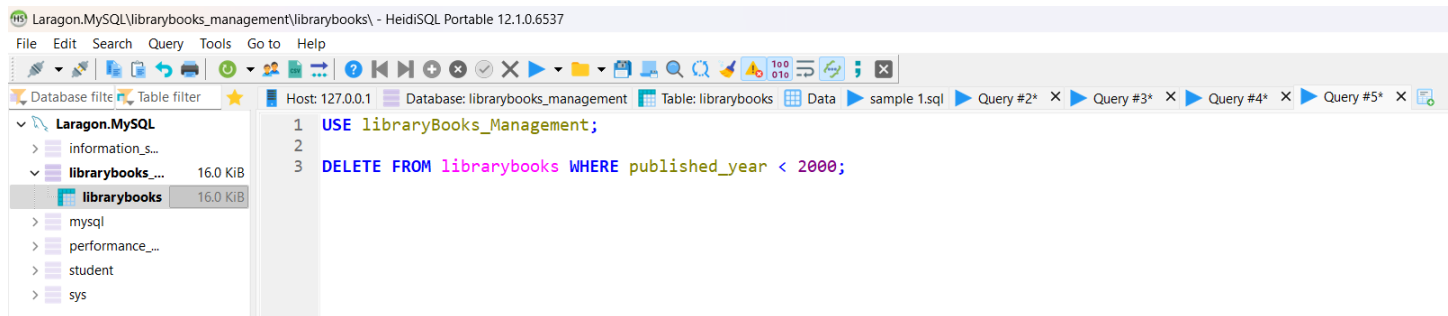 Laragon.MySQL\librarybooks_management\librarybooks\ - HeidiSQL Portable 12.1.0.6537
File Edit Search Query Tools Go to Help
Database filte Table filter Host: 127.0.0.1 Database: librarybooks_management Table: librarybooks Data sample 1.sql Query #2* Query #3* Query #4* Query #5*
Laragon.MySQL
information_s...
librarybooks_... 16.0 KiB
librarybooks 16.0 KiB
mysql
performance_...
student
sys
1 USE libraryBooks_Management;
2
3 DELETE FROM librarybooks WHERE published_year < 2000;